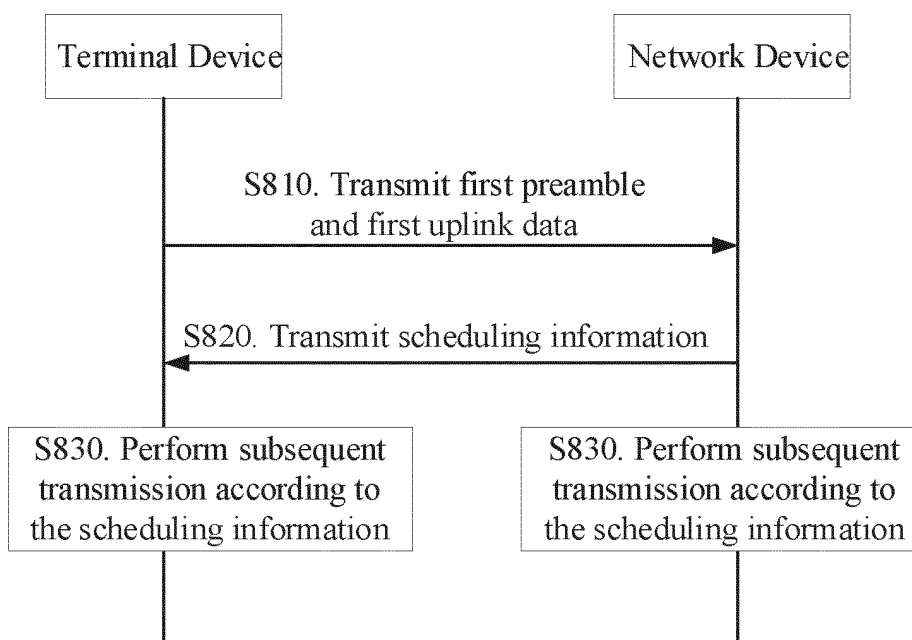 Terminal Device
Network Device
S810. Transmit first preamble
and first uplink data
S820. Transmit scheduling information
S830. Perform subsequent
transmission according to
the scheduling information
S830. Perform subsequent
transmission according to
the scheduling information